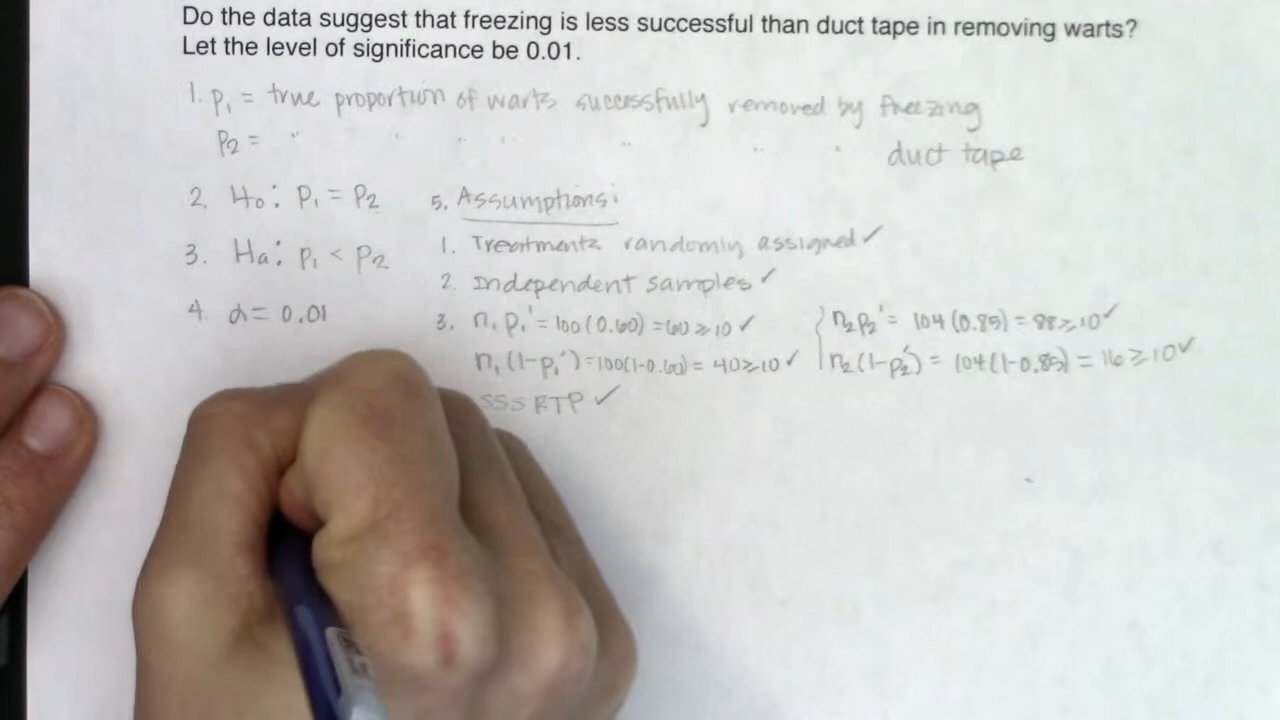 Do the data suggest that freezing is less successful than duct tape in removing warts?
Let the level of significance be 0.01.
1. p₁ = true proportion of warts successfully removed by freezing
p₂ = " " " " " " " duct tape
2. H₀: p₁ = p₂
3. Ha: p₁ < p₂
4. α = 0.01
5. Assumptions:
1. Treatments randomly assigned ✓
2. Independent samples ✓
3. n₁p₁' = 100(0.60) = 60 ≥ 10 ✓ n₂p₂' = 104(0.85) = 88 ≥ 10 ✓
n₁(1-p₁') = 100(1-0.60) = 40 ≥ 10 ✓ n₂(1-p₂') = 104(1-0.85) = 16 ≥ 10 ✓
SSS RTP ✓